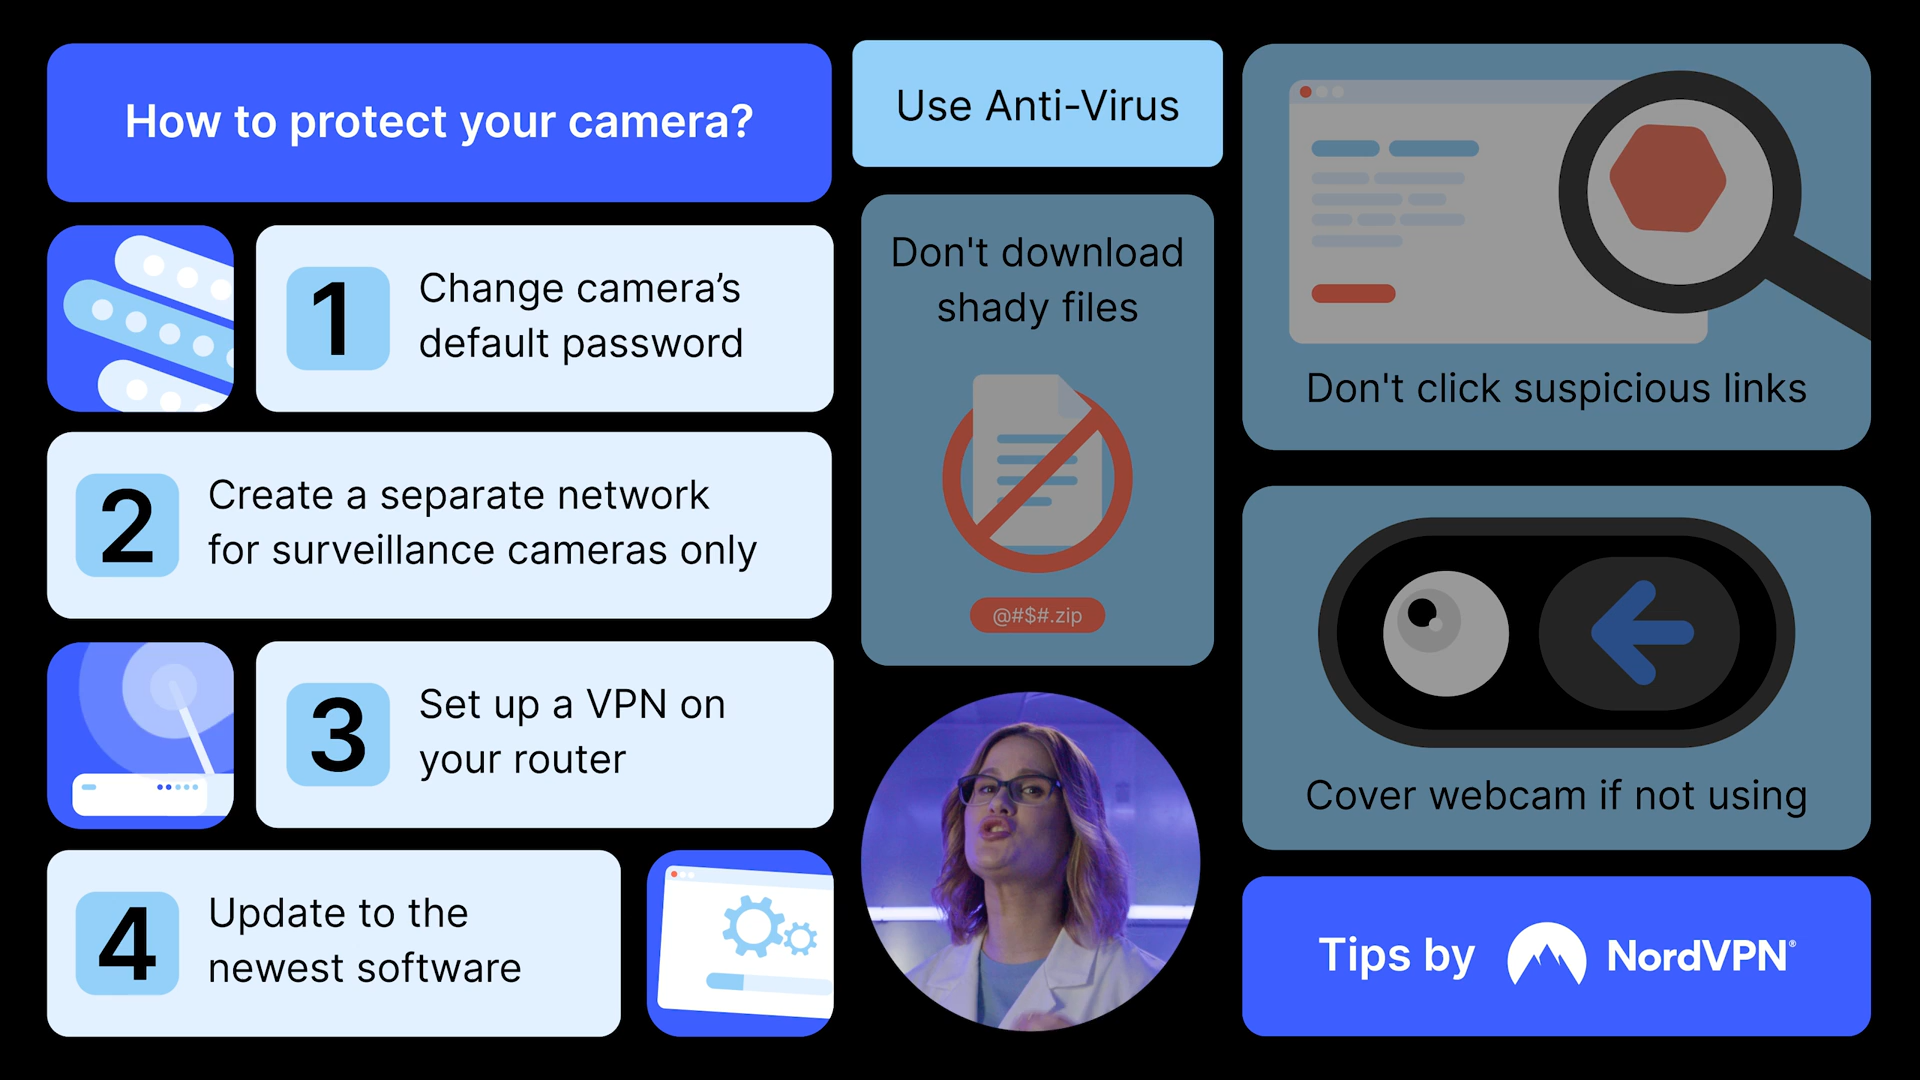 How to protect your camera?
1
Change camera’s
default password
2
Create a separate network
for surveillance cameras only
3
Set up a VPN on
your router
4
Update to the
newest software
Use Anti-Virus
Don't download
shady files
@#$#.zip
Don't click suspicious links
Cover webcam if not using
Tips by NordVPN®